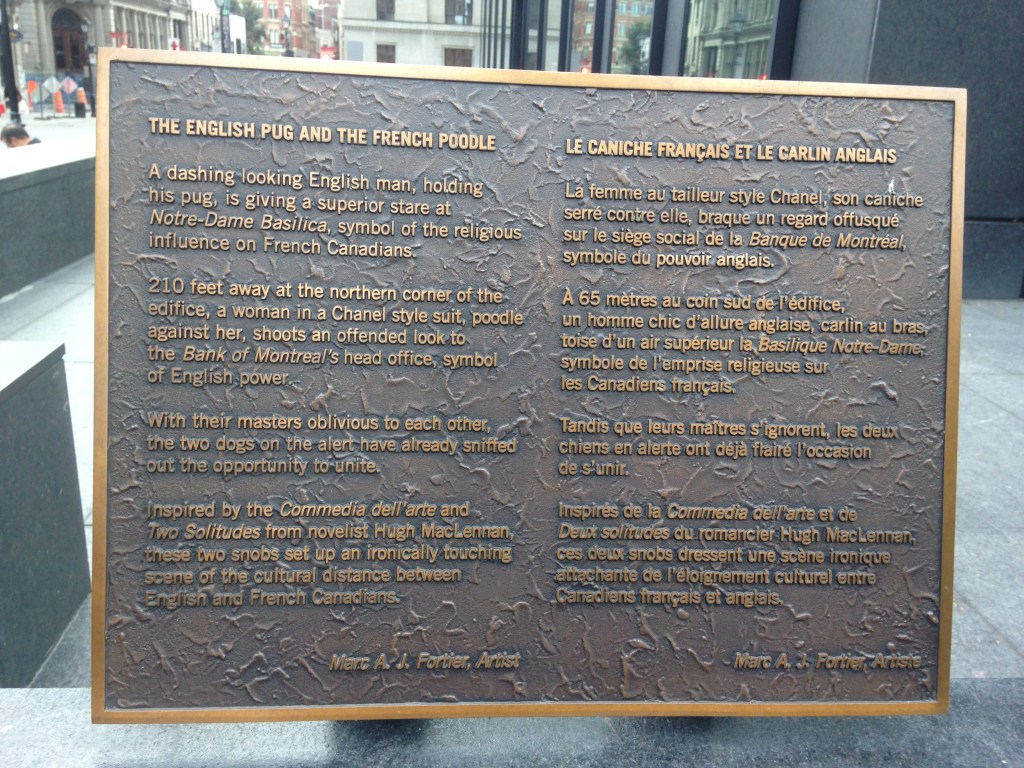 THE ENGLISH PUG AND THE FRENCH POODLE
A dashing looking English man, holding
his pug, is giving a superior stare at
Notre-Dame Basilica, symbol of the religious
influence on French Canadians.
210 feet away at the northern corner of the
edifice, a woman in a Chanel style suit, poodle
against her, shoots an offended look to
the Bank of Montreal's head office, symbol
of English power.
With their masters oblivious to each other,
the two dogs on the alert have already sniffed
out the opportunity to unite.
Inspired by the Commedia dell'arte and
Two Solitudes from novelist Hugh MacLennan,
these two snobs set up an ironically touching
scene of the cultural distance between
English and French Canadians.
Marc A. J. Fortier, Artist
LE CANICHE FRANÇAIS ET LE CARLIN ANGLAIS
La femme au tailleur style Chanel, son caniche
serré contre elle, braque un regard offusqué
sur le siège social de la Banque de Montréal,
symbole du pouvoir anglais.
À 65 mètres au coin sud de l'édifice,
un homme chic d'allure anglaise, carlin au bras,
toise d'un air supérieur la Basilique Notre-Dame,
symbole de l'emprise religieuse sur
les Canadiens français.
Tandis que leurs maîtres s'ignorent, les deux
chiens en alerte ont déjà flairé l'occasion
de s'unir.
Inspirés de la Commedia dell'arte et de
Deux solitudes du romancier Hugh MacLennan,
ces deux snobs dressent une scène ironique
attachante de l'éloignement culturel entre
Canadiens français et anglais.
Marc A. J. Fortier, Artiste